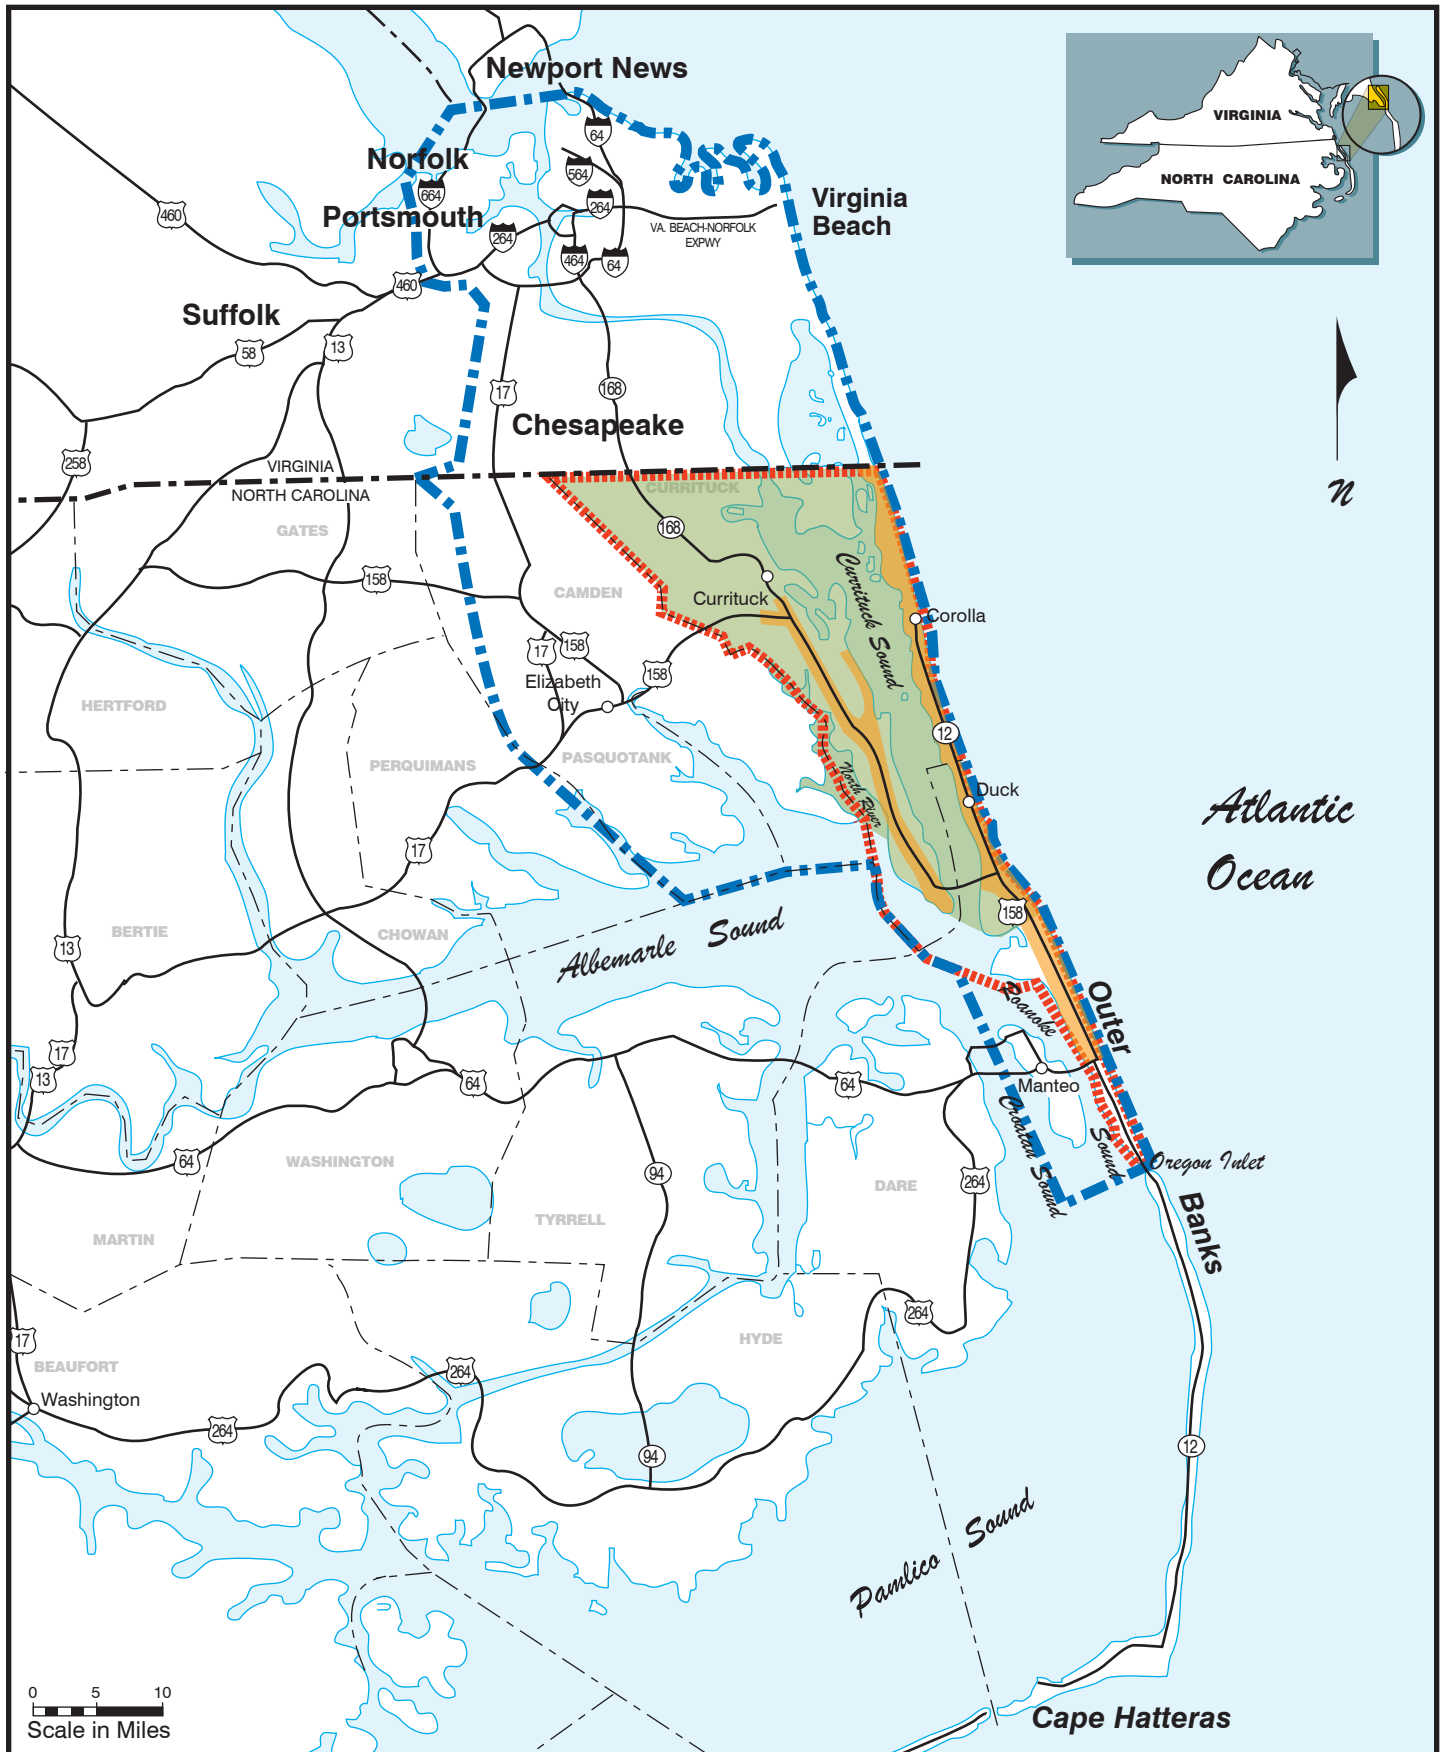 Newport News
VIRGINIA
NORTH CAROLINA
64
Norfolk
564
664
264
Virginia
Beach
460
Portsmouth
264
VA. BEACH-NORFOLK
EXPWY
464
64
460
Suffolk
58
13
17
168
Chesapeake
258
VIRGINIA
NORTH CAROLINA
CURRITUCK
N
GATES
168
158
CAMDEN
Currituck
Currituck Sound
Corolla
17
158
158
Elizabeth
City
HERTFORD
12
PERQUIMANS
PASQUOTANK
North River
Duck
Atlantic
Ocean
17
158
13
BERTIE
CHOWAN
Albemarle Sound
Roanoke
Sound
Outer
Banks
17
13
64
64
Manteo
Croatan Sound
64
WASHINGTON
94
DARE
264
Oregon Inlet
TYRRELL
MARTIN
264
17
HYDE
BEAUFORT
264
Washington
264
94
12
Pamlico Sound
0 5 10
Scale in Miles
Cape Hatteras